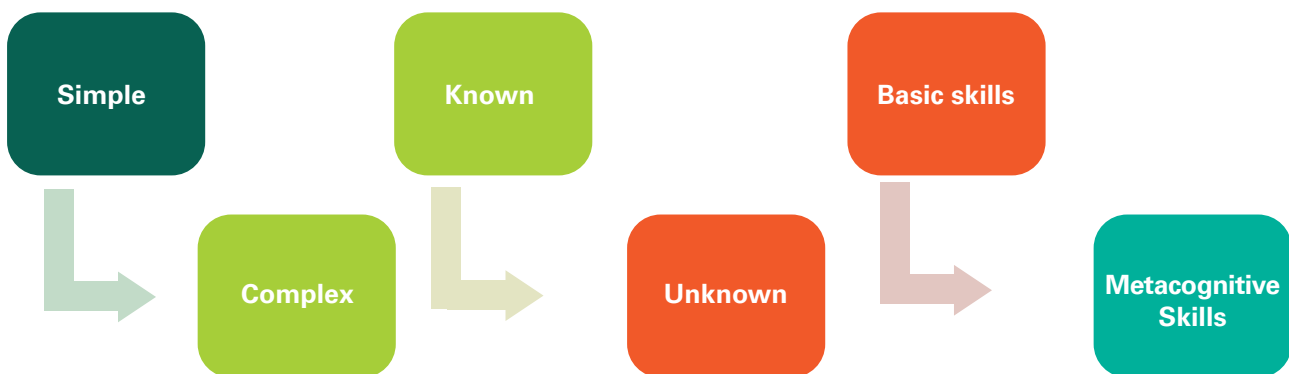 Simple
Known
Basic skills
Complex
Unknown
Metacognitive
Skills